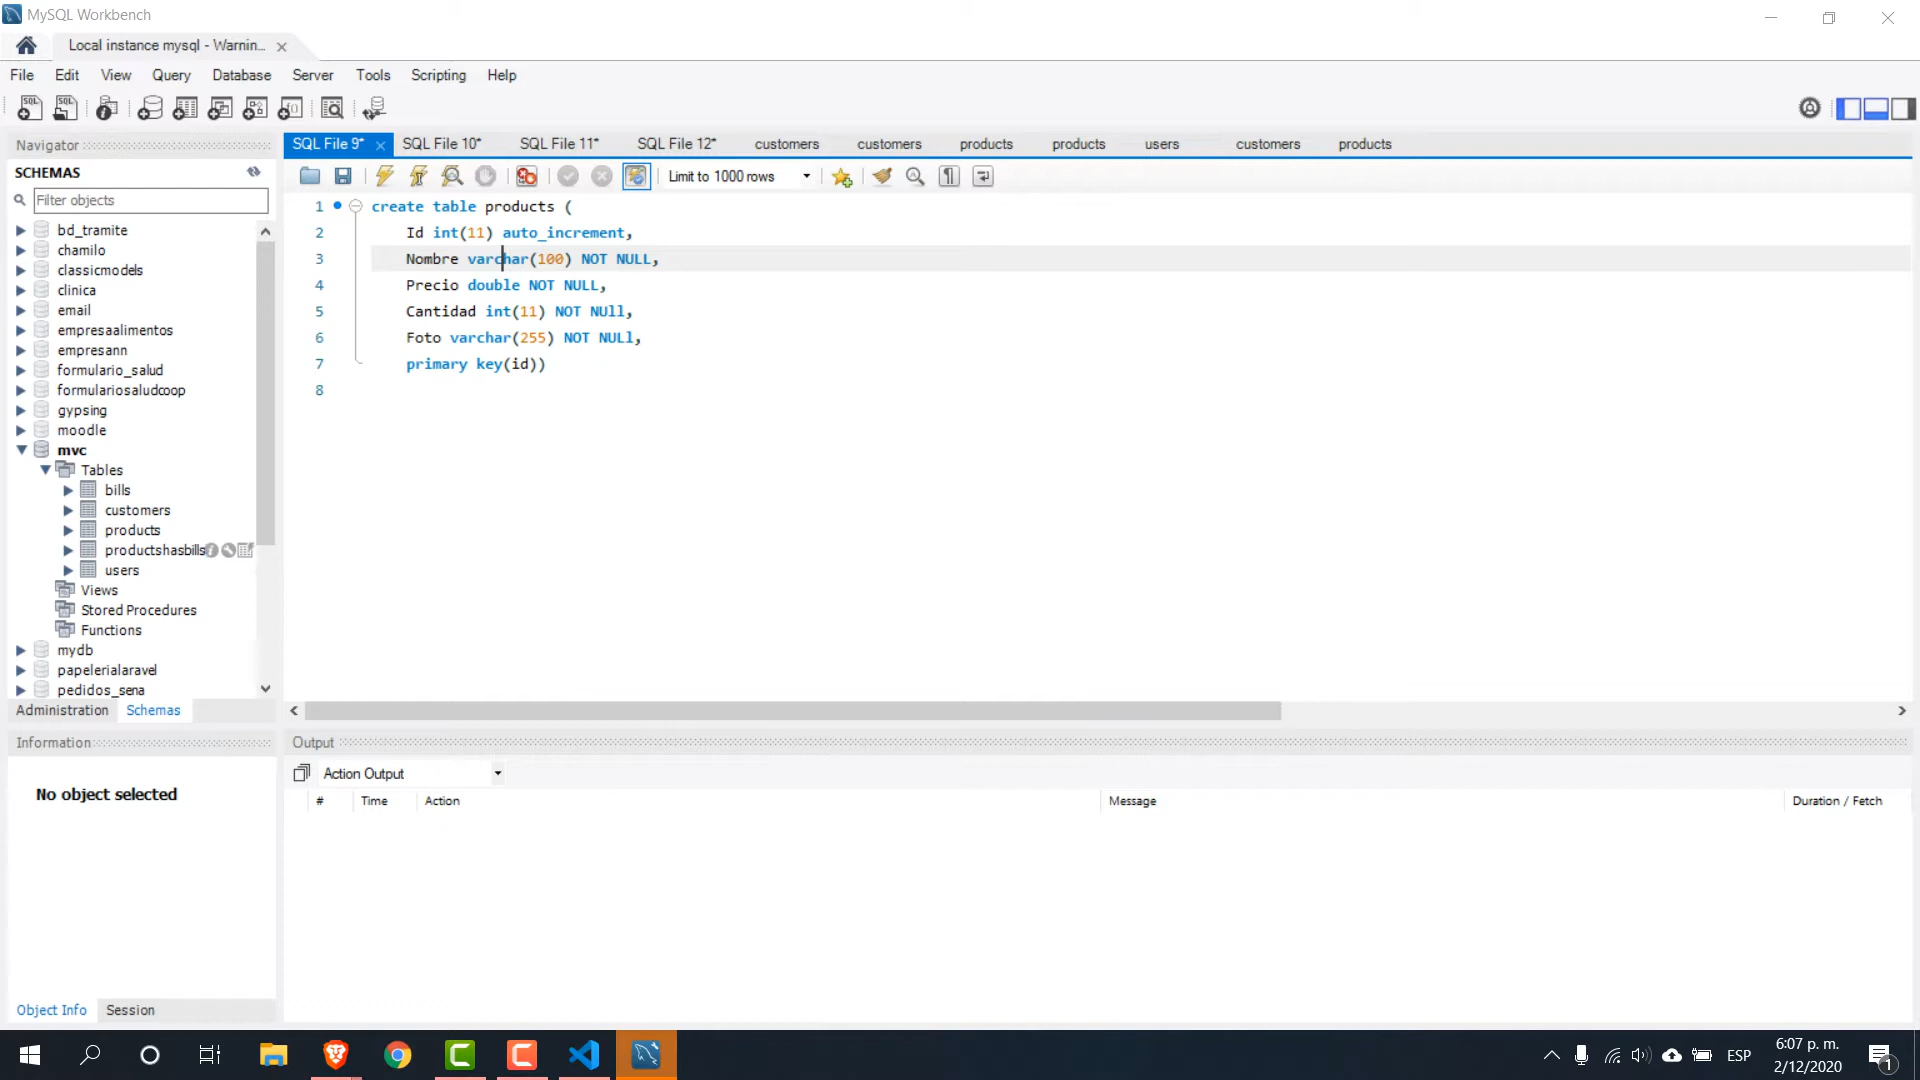 MySQL Workbench
Local instance mysql - Warnin...
File Edit View Query Database Server Tools Scripting Help
Navigator
SCHEMAS
Filter objects
bd_tramite
chamilo
classicmodels
clinica
email
empresaalimentos
empresann
formulario_salud
formulariosaludcoop
gypsing
moodle
mvc
Tables
bills
customers
products
productshasbills
users
Views
Stored Procedures
Functions
mydb
papelerialaravel
pedidos_sena
Administration Schemas
Information
No object selected
Object Info Session
SQL File 9* SQL File 10* SQL File 11* SQL File 12* customers customers products products users customers products
Limit to 1000 rows
1 create table products (
2 Id int(11) auto_increment,
3 Nombre varchar(100) NOT NULL,
4 Precio double NOT NULL,
5 Cantidad int(11) NOT NUll,
6 Foto varchar(255) NOT NULl,
7 primary key(id))
8
Output
Action Output
# Time Action Message Duration / Fetch
ESP
6:07 p. m.
2/12/2020
1